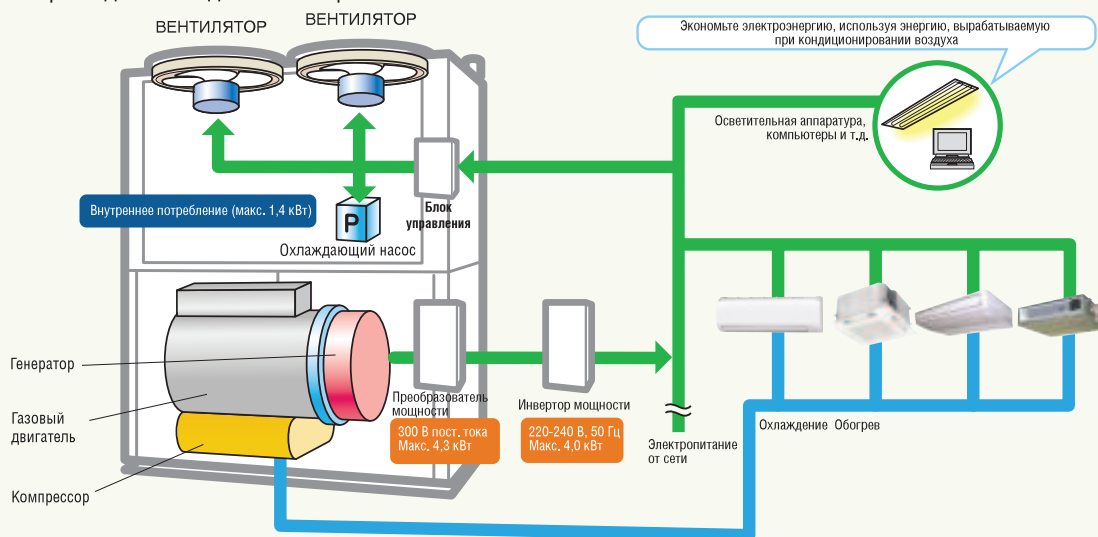 ВЕНТИЛЯТОР
ВЕНТИЛЯТОР
Экономьте электроэнергию, используя энергию, вырабатываемую
при кондиционировании воздуха
Осветительная аппаратура,
компьютеры и т.д.
Внутреннее потребление (макс. 1,4 кВт)
Блок
управления
P
Охлаждающий насос
Генератор
Газовый
двигатель
Компрессор
Преобразователь
мощности
300 В пост. тока
Макс. 4,3 кВт
Инвертор мощности
220-240 В, 50 Гц
Макс. 4,0 кВт
Электропитание
от сети
Охлаждение Обогрев